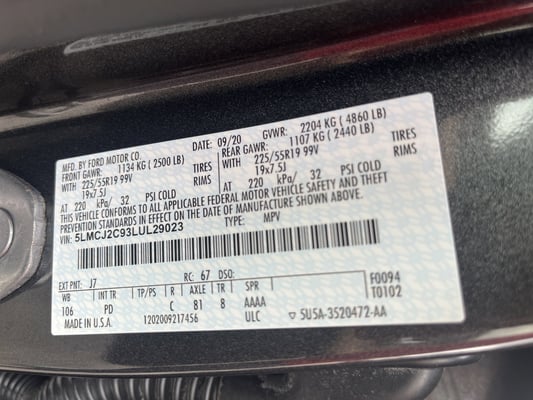 MFD. BY FORD MOTOR CO. DATE: 09/20 GVWR: 2204 KG ( 4860 LB)
FRONT GAWR: 1134 KG ( 2500 LB) REAR GAWR: 1107 KG ( 2440 LB)
WITH 225/55R19 99V TIRES WITH 225/55R19 99V TIRES
19x7.5J RIMS 19x7.5J RIMS
AT 220 kPa/ 32 PSI COLD AT 220 kPa/ 32 PSI COLD
THIS VEHICLE CONFORMS TO ALL APPLICABLE FEDERAL MOTOR VEHICLE SAFETY AND THEFT
PREVENTION STANDARDS IN EFFECT ON THE DATE OF MANUFACTURE SHOWN ABOVE.
VIN: 5LMCJ2C93LUL29023 TYPE: MPV
EXT PNT: J7 RC: 67 DSO: F0094
WB INT TR TP/PS R AXLE TR SPR T0102
106 PD C 81 8 AAAA
MADE IN U.S.A. 1202009217456 ULC ▽ SU5A-3520472-AA